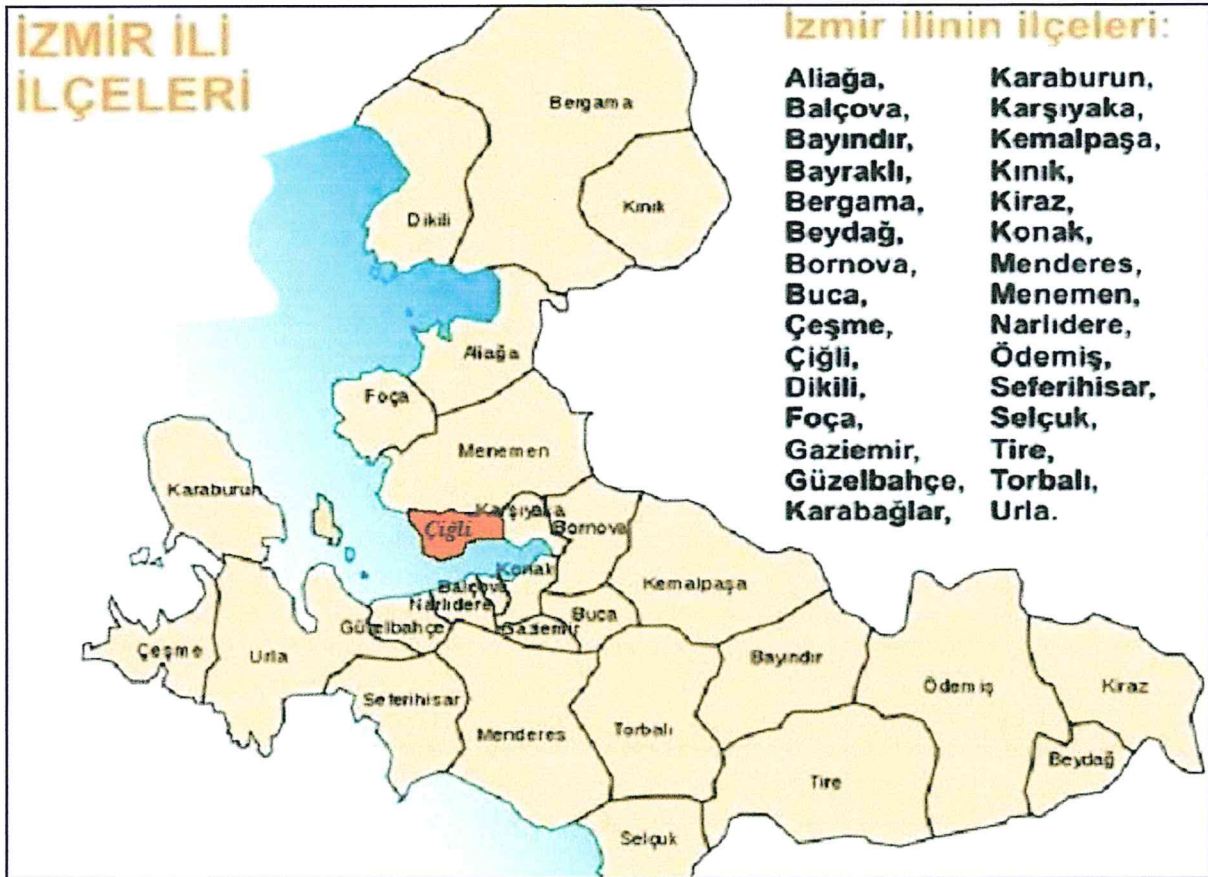 İZMİR İLİ
İLÇELERİ
İzmir ilinin ilçeleri:
Aliağa,
Balçova,
Bayındır,
Bayraklı,
Bergama,
Beydağ,
Bornova,
Buca,
Çeşme,
Çiğli,
Dikili,
Foça,
Gaziemir,
Güzelbahçe,
Karabağlar,
Karaburun,
Karşıyaka,
Kemalpaşa,
Kınık,
Kiraz,
Konak,
Menderes,
Menemen,
Narlıdere,
Ödemiş,
Seferihisar,
Selçuk,
Tire,
Torbalı,
Urla.
Bergama
Kınık
Dikili
Aliağa
Foça
Menemen
Karaburun
Karşıyaka
Çiğli
Bornova
Konak
Kemalpaşa
Balçova
Narlıdere
Buca
Güzelbahçe
Gaziemir
Çeşme
Urla
Bayındır
Ödemiş
Kiraz
Seferihisar
Menderes
Torbalı
Beydağ
Tire
Selçuk